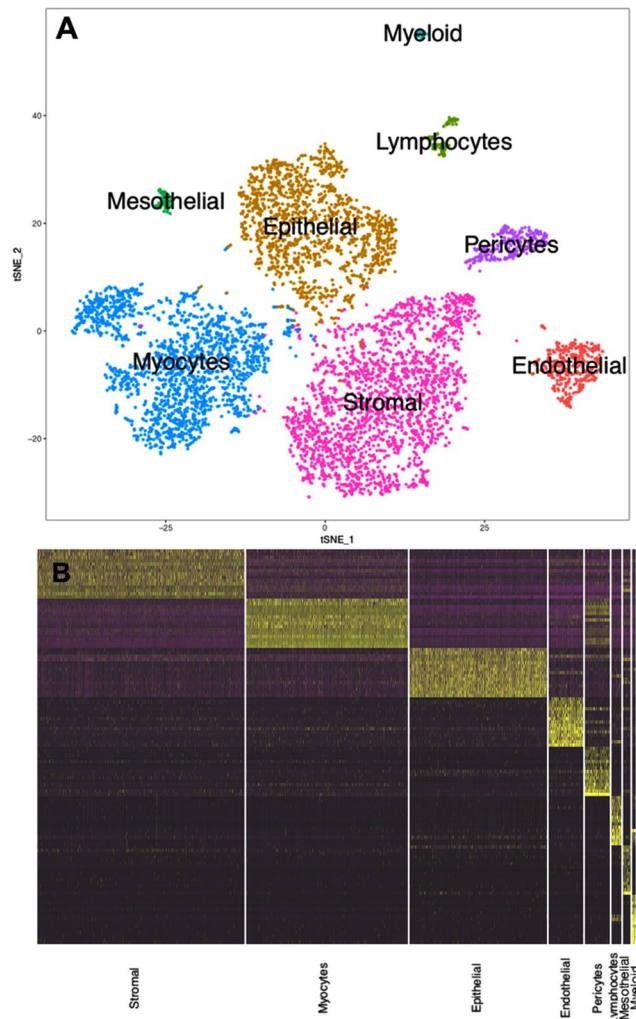 A
Myeloid
40
Lymphocytes
Mesothelial
20
Epithelial
Pericytes
tSNE_2
0
Myocytes
Endothelial
Stromal
-20
-25
0
25
tSNE_1
B
Stromal
Myocytes
Epithelial
Endothelial
Pericytes
ymphocytes
Mesothelial
Myeloid